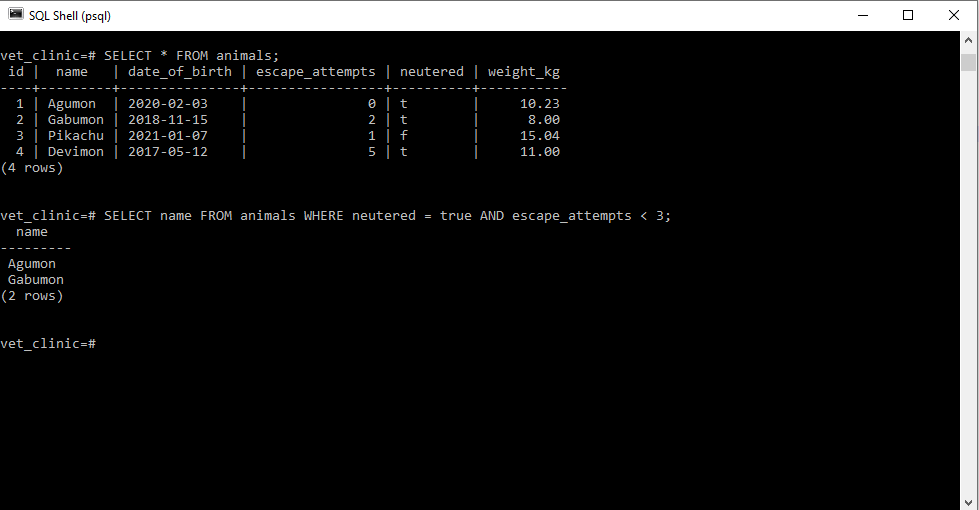 SQL Shell (psql)
vet_clinic=# SELECT * FROM animals;
 id |  name   | date_of_birth | escape_attempts | neutered | weight_kg
----+---------+---------------+-----------------+----------+-----------
  1 | Agumon  | 2020-02-03    |               0 | t        |     10.23
  2 | Gabumon | 2018-11-15    |               2 | t        |      8.00
  3 | Pikachu | 2021-01-07    |               1 | f        |     15.04
  4 | Devimon | 2017-05-12    |               5 | t        |     11.00
(4 rows)
vet_clinic=# SELECT name FROM animals WHERE neutered = true AND escape_attempts < 3;
  name
---------
 Agumon
 Gabumon
(2 rows)
vet_clinic=#